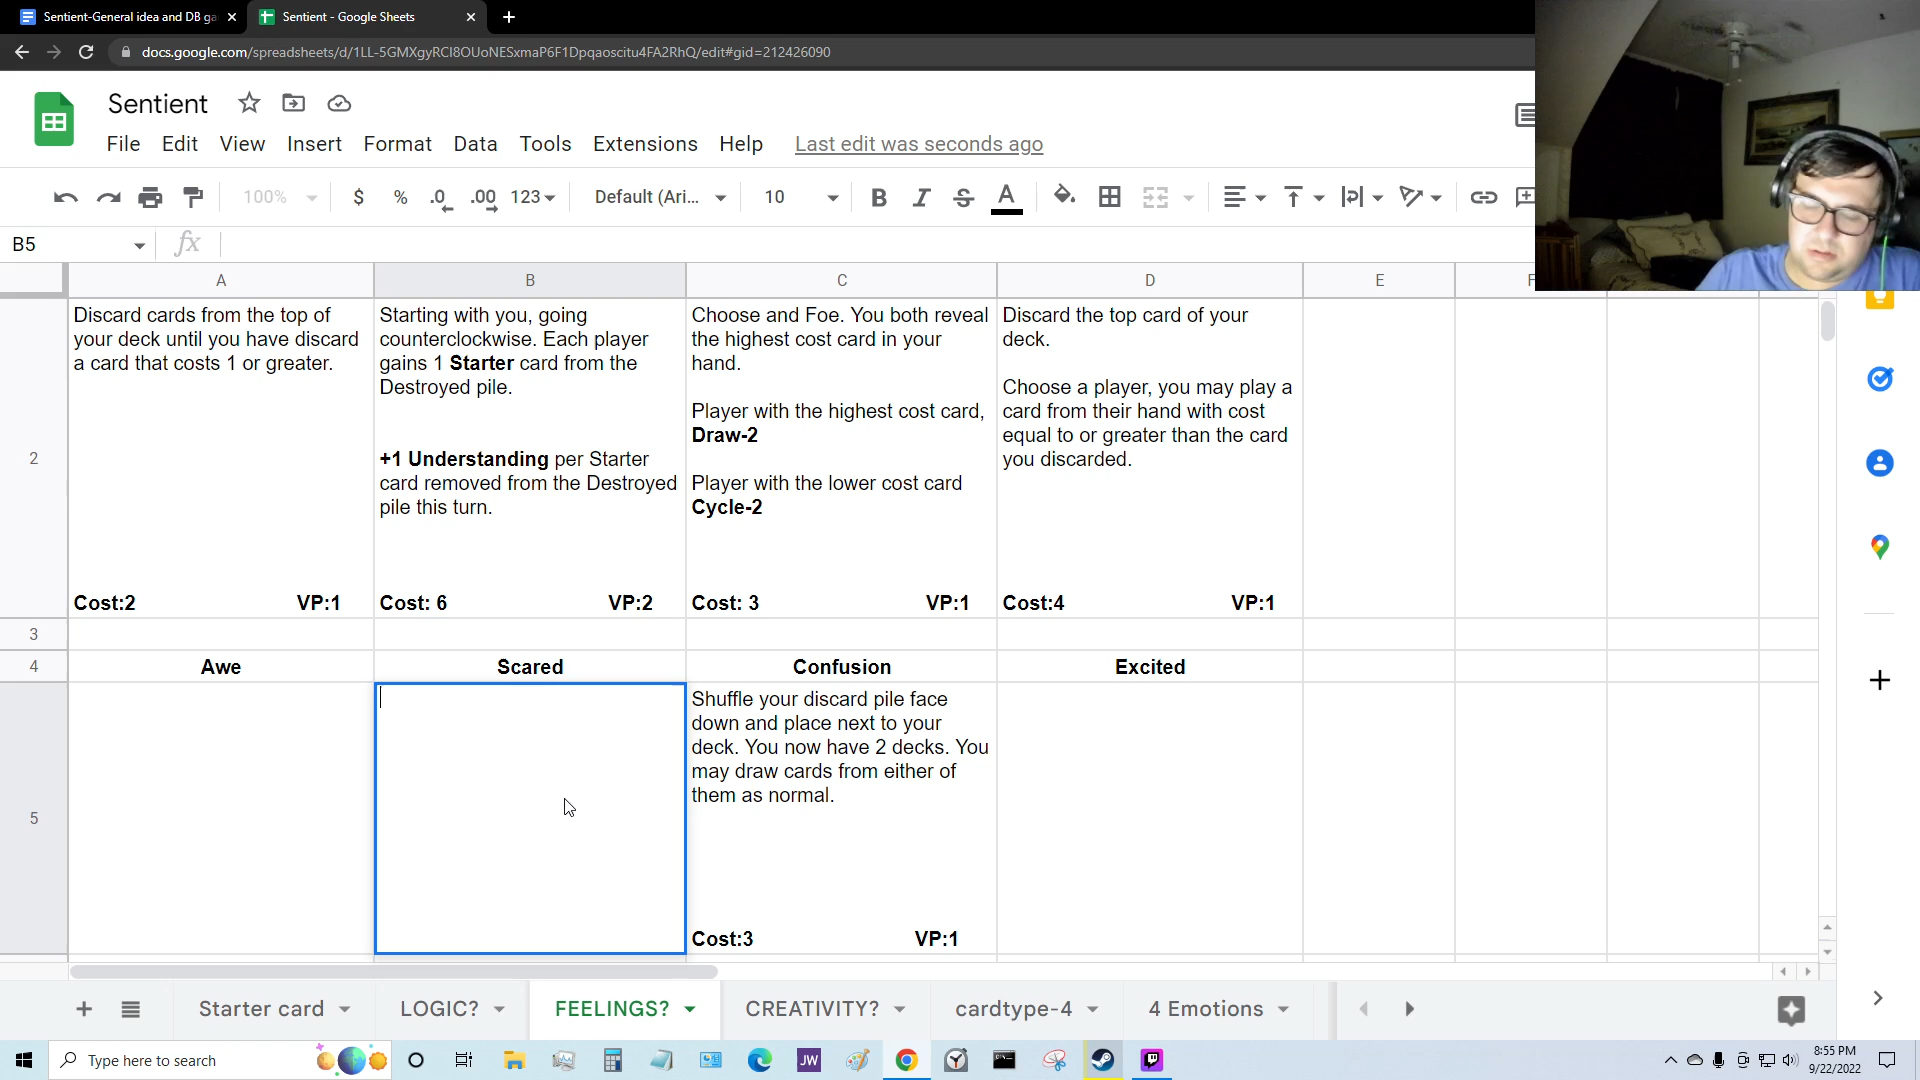 Sentient-General idea and DB ga
Sentient - Google Sheets
docs.google.com/spreadsheets/d/1LL-5GMXgyRCI8OUoNESxmaP6F1Dpqaoscitu4FA2RhQ/edit#gid=212426090
Sentient
File Edit View Insert Format Data Tools Extensions Help Last edit was seconds ago
100% $ % .0 .00 123 Default (Ari... 10 B I S A
B5 fx
A B C D E F
2
Discard cards from the top of
your deck until you have discard
a card that costs 1 or greater.
Cost:2 VP:1
Starting with you, going
counterclockwise. Each player
gains 1 Starter card from the
Destroyed pile.
+1 Understanding per Starter
card removed from the Destroyed
pile this turn.
Cost: 6 VP:2
Choose and Foe. You both reveal
the highest cost card in your
hand.
Player with the highest cost card,
Draw-2
Player with the lower cost card
Cycle-2
Cost: 3 VP:1
Discard the top card of your
deck.
Choose a player, you may play a
card from their hand with cost
equal to or greater than the card
you discarded.
Cost:4 VP:1
3
4 Awe Scared Confusion Excited
5
Shuffle your discard pile face
down and place next to your
deck. You now have 2 decks. You
may draw cards from either of
them as normal.
Cost:3 VP:1
Starter card LOGIC? FEELINGS? CREATIVITY? cardtype-4 4 Emotions
Type here to search
JW
8:55 PM
9/22/2022